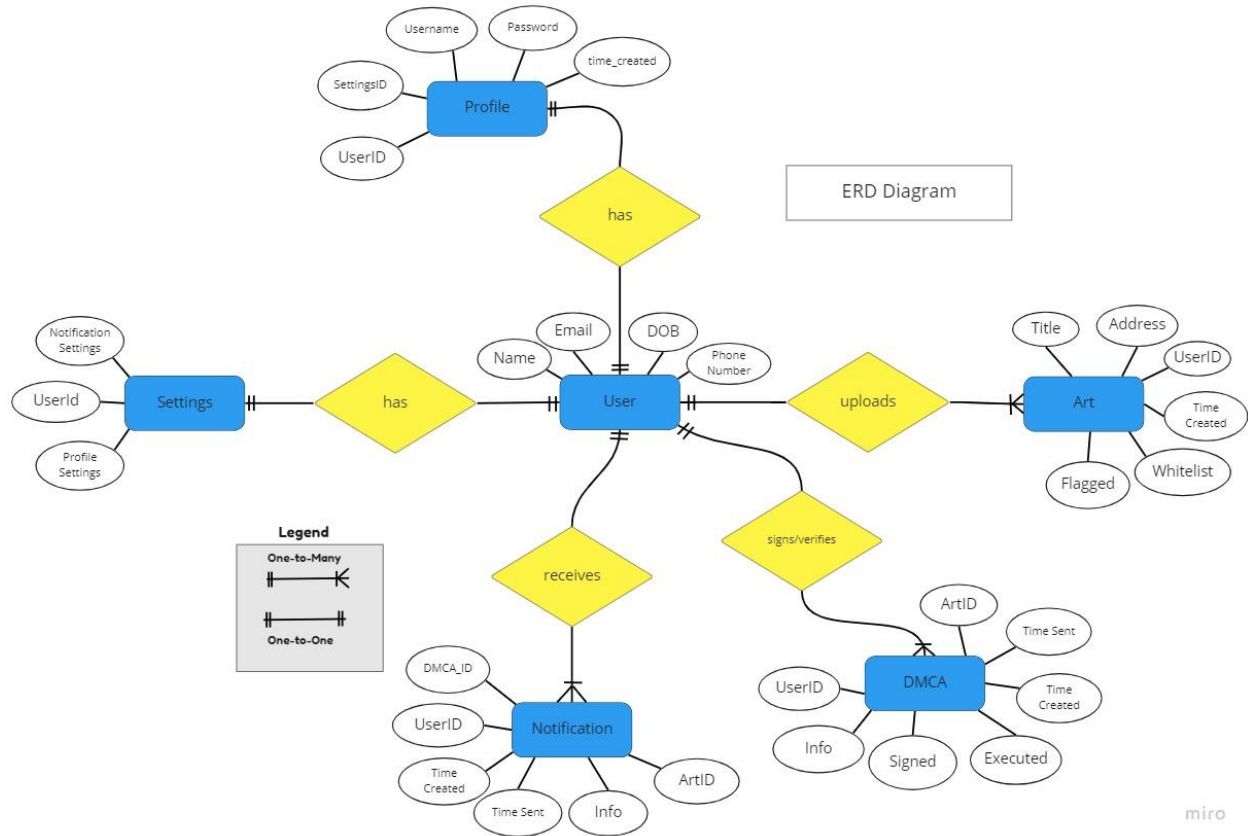 Username
Password
time_created
SettingsID
Profile
UserID
has
ERD Diagram
Email
DOB
Name
Phone
Number
User
Notification
Settings
UserId
Settings
Profile
Settings
has
uploads
Title
Address
UserID
Art
Time
Created
Whitelist
Flagged
Legend
One-to-Many
One-to-One
receives
signs/verifies
DMCA_ID
UserID
Notification
Time
Created
Time Sent
Info
ArtID
ArtID
Time Sent
UserID
DMCA
Time
Created
Info
Signed
Executed
miro